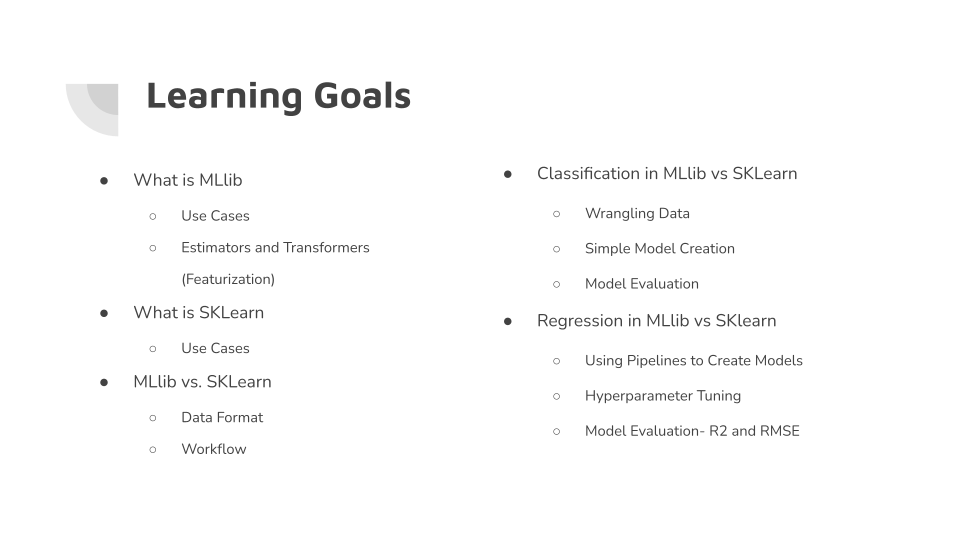 Learning Goals
● What is MLlib
○ Use Cases
○ Estimators and Transformers
(Featurization)
● What is SKLearn
○ Use Cases
● MLlib vs. SKLearn
○ Data Format
○ Workflow
● Classification in MLlib vs SKLearn
○ Wrangling Data
○ Simple Model Creation
○ Model Evaluation
● Regression in MLlib vs SKlearn
○ Using Pipelines to Create Models
○ Hyperparameter Tuning
○ Model Evaluation- R2 and RMSE